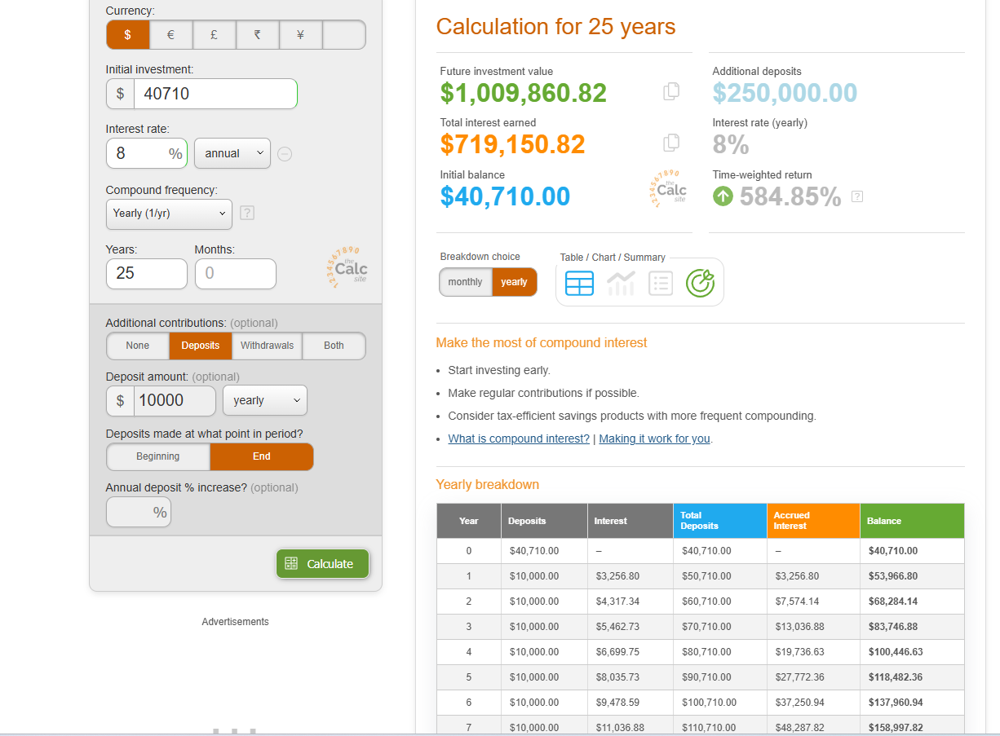 Currency:
$ € £ ₹ ¥
Initial investment:
$ 40710
Interest rate:
8 % annual
Compound frequency:
Yearly (1/yr) ?
Years: Months:
25 0
1234567890
the
Calc
site
Additional contributions: (optional)
None Deposits Withdrawals Both
Deposit amount: (optional)
$ 10000 yearly
Deposits made at what point in period?
Beginning End
Annual deposit % increase? (optional)
%
Calculate
Advertisements
Calculation for 25 years
Future investment value
$1,009,860.82
Additional deposits
$250,000.00
Total interest earned
$719,150.82
Interest rate (yearly)
8%
Initial balance
$40,710.00
1234567890
the
Calc
site
Time-weighted return
584.85% ?
Breakdown choice
monthly yearly
Table / Chart / Summary
Make the most of compound interest
• Start investing early.
• Make regular contributions if possible.
• Consider tax-efficient savings products with more frequent compounding.
• What is compound interest? | Making it work for you.
Yearly breakdown
Year Deposits Interest Total Deposits Accrued Interest Balance
0 $40,710.00 – $40,710.00 – $40,710.00
1 $10,000.00 $3,256.80 $50,710.00 $3,256.80 $53,966.80
2 $10,000.00 $4,317.34 $60,710.00 $7,574.14 $68,284.14
3 $10,000.00 $5,462.73 $70,710.00 $13,036.88 $83,746.88
4 $10,000.00 $6,699.75 $80,710.00 $19,736.63 $100,446.63
5 $10,000.00 $8,035.73 $90,710.00 $27,772.36 $118,482.36
6 $10,000.00 $9,478.59 $100,710.00 $37,250.94 $137,960.94
7 $10,000.00 $11,036.88 $110,710.00 $48,287.82 $158,997.82